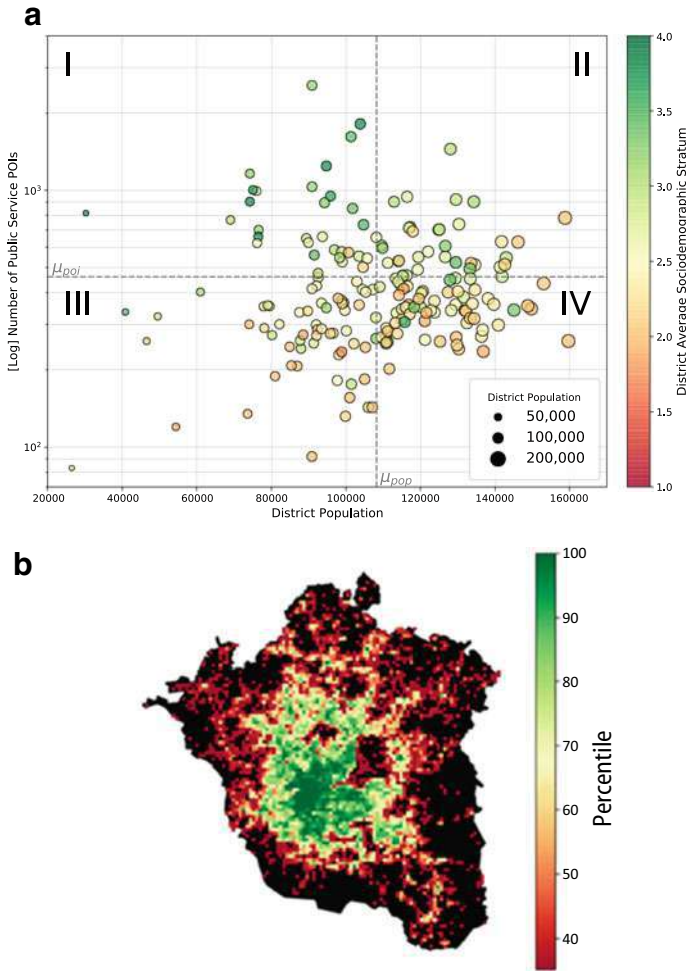 a
I
II
III
IV
μpoi
μpop
[Log] Number of Public Service POIs
10³
10²
20000 40000 60000 80000 100000 120000 140000 160000
District Population
District Population
50,000
100,000
200,000
4.0
3.5
3.0
2.5
2.0
1.5
1.0
District Average Sociodemographic Stratum
b
100
90
80
70
60
50
40
Percentile